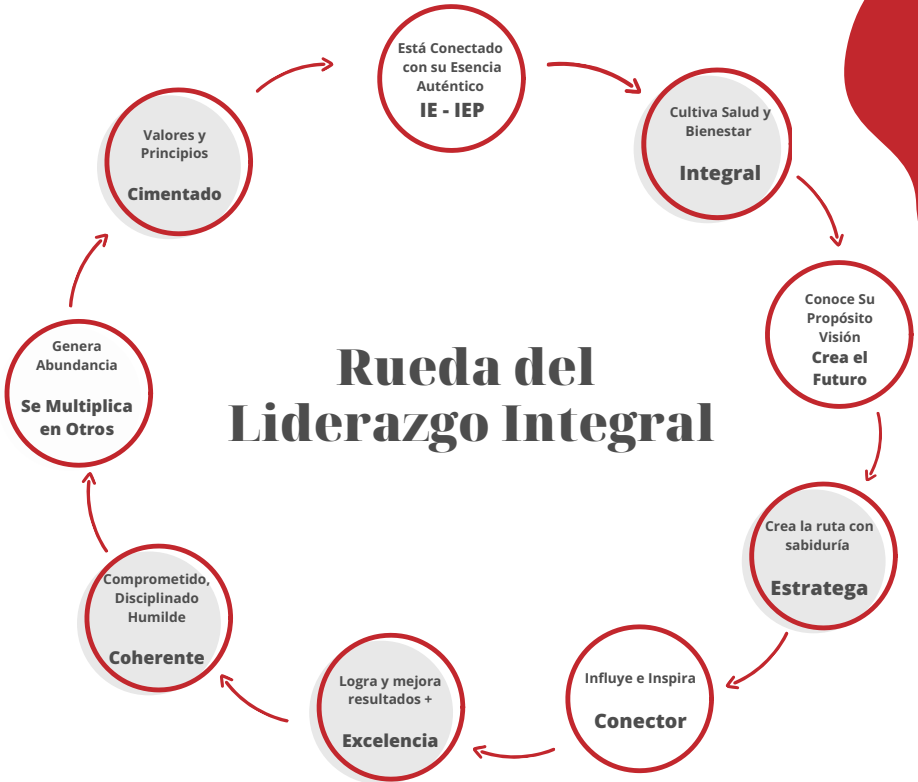 Está Conectado
con su Esencia
Auténtico
IE - IEP
Cultiva Salud y
Bienestar
Integral
Conoce Su
Propósito
Visión
Crea el
Futuro
Crea la ruta con
sabiduría
Estratega
Influye e Inspira
Conector
Logra y mejora
resultados +
Excelencia
Comprometido,
Disciplinado
Humilde
Coherente
Genera
Abundancia
Se Multiplica
en Otros
Valores y
Principios
Cimentado
Rueda del
Liderazgo Integral